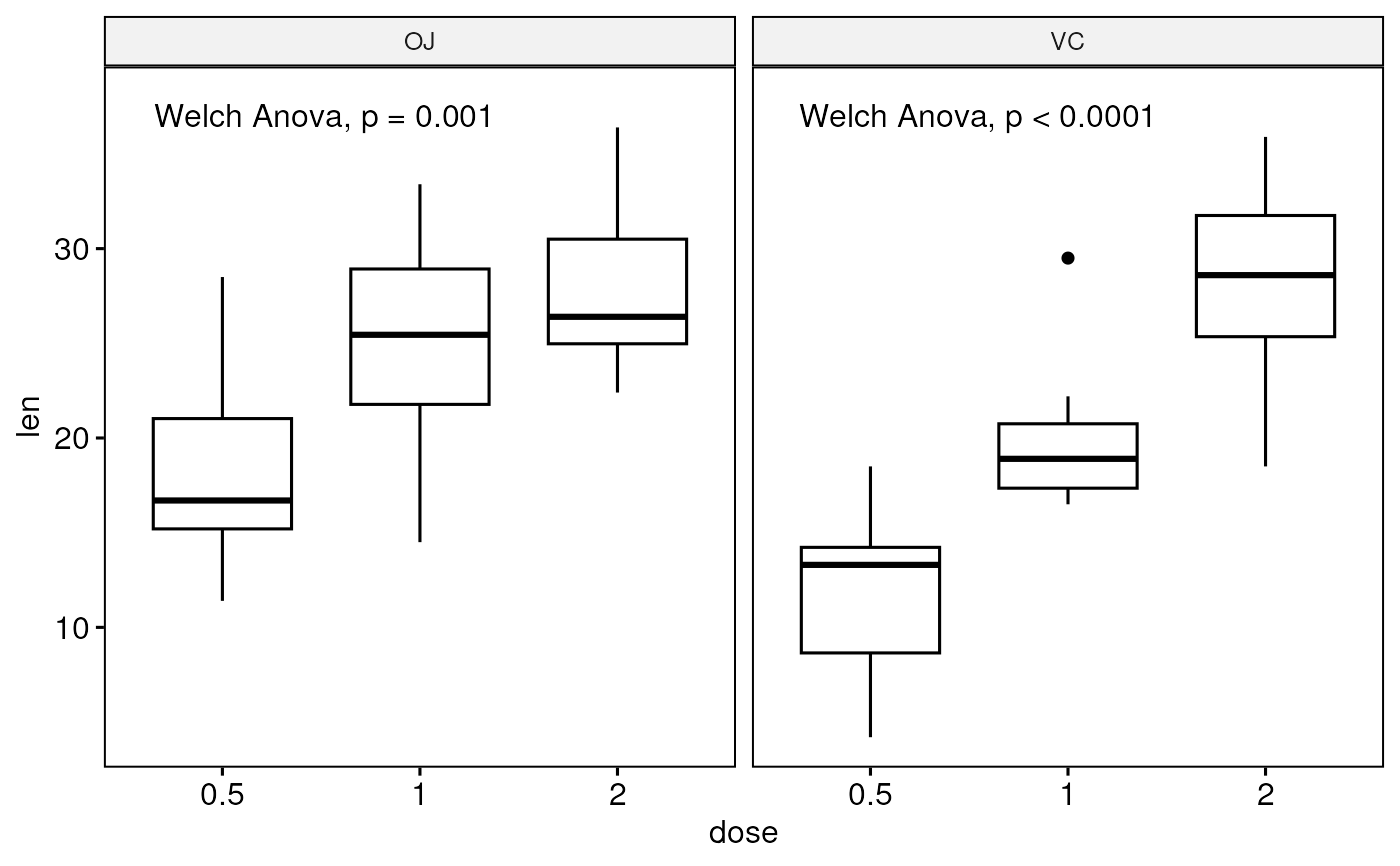 OJ
VC
Welch Anova, p = 0.001
Welch Anova, p < 0.0001
30
20
10
len
0.5 1 2
0.5 1 2
dose